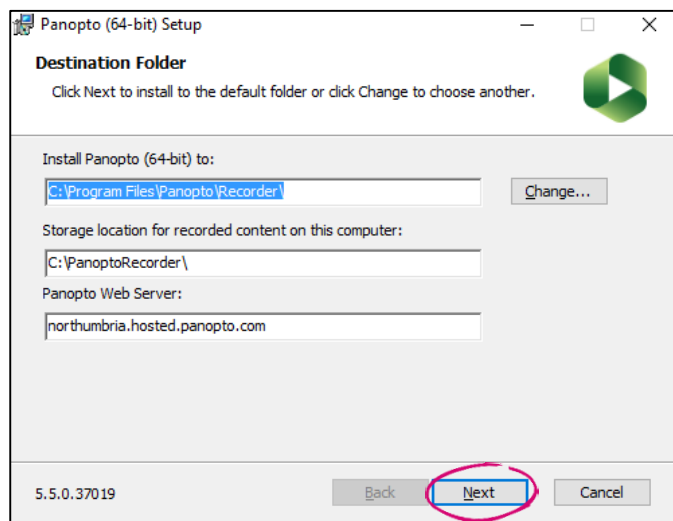 Panopto (64-bit) Setup
Destination Folder
Click Next to install to the default folder or click Change to choose another.
Install Panopto (64-bit) to:
C:\Program Files\Panopto\Recorder\
Change...
Storage location for recorded content on this computer:
C:\PanoptoRecorder\
Panopto Web Server:
northumbria.hosted.panopto.com
5.5.0.37019 Back Next Cancel